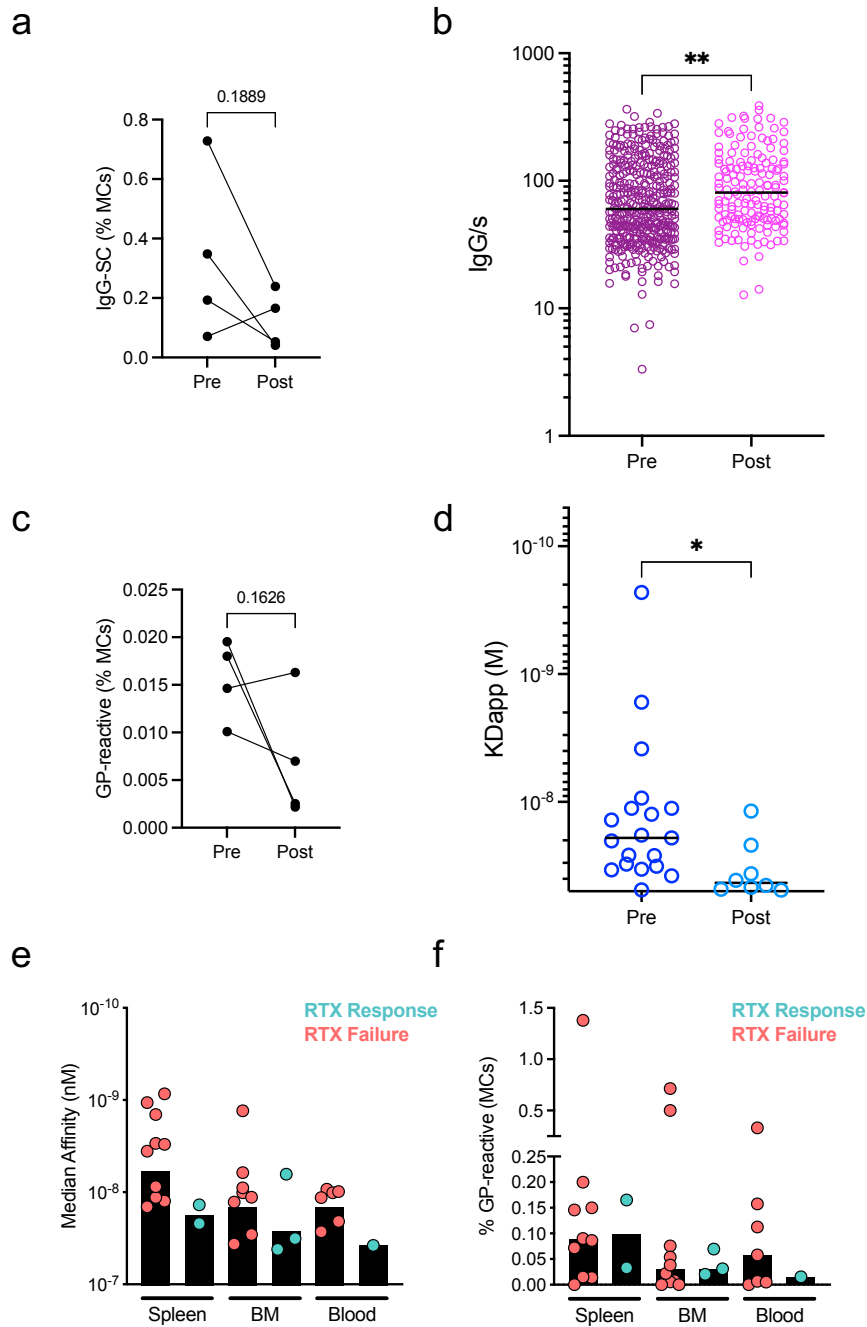 a
0.1889
0.8
0.6
0.4
0.2
0.0
IgG-SC (% MCs)
Pre Post
b
**
1000
100
10
1
IgG/s
Pre Post
c
0.1626
0.025
0.020
0.015
0.010
0.005
0.000
GP-reactive (% MCs)
Pre Post
d
*
10-10
10-9
10-8
KDapp (M)
Pre Post
e
RTX Response
RTX Failure
10-10
10-9
10-8
10-7
Median Affinity (nM)
Spleen BM Blood
f
RTX Response
RTX Failure
1.5
1.0
0.5
0.25
0.20
0.15
0.10
0.05
0.00
% GP-reactive (MCs)
Spleen BM Blood